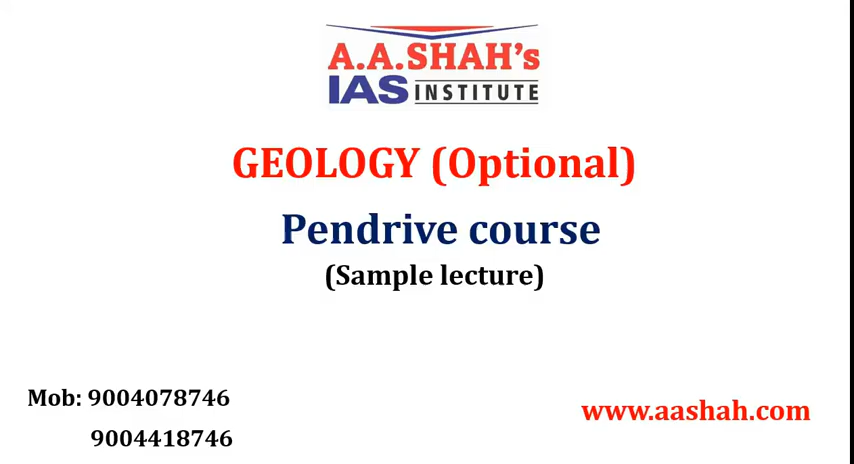 A.A.SHAH's
IAS INSTITUTE
GEOLOGY (Optional)
Pendrive course
(Sample lecture)
Mob: 9004078746
9004418746
www.aashah.com